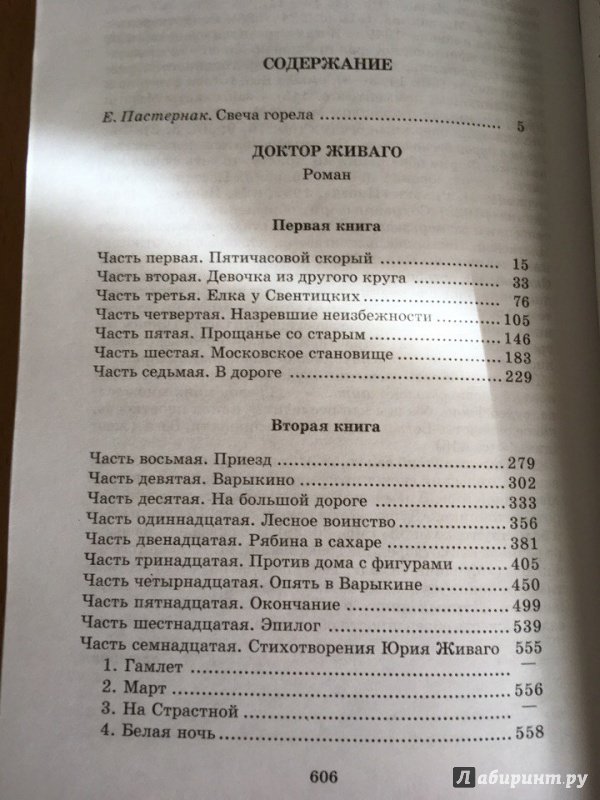 СОДЕРЖАНИЕ
Е. Пастернак. Свеча горела ........ 5
ДОКТОР ЖИВАГО
Роман
Первая книга
Часть первая. Пятичасовой скорый ........ 15
Часть вторая. Девочка из другого круга ........ 33
Часть третья. Елка у Свентицких ........ 76
Часть четвертая. Назревшие неизбежности ........ 105
Часть пятая. Прощанье со старым ........ 146
Часть шестая. Московское становище ........ 183
Часть седьмая. В дороге ........ 229
Вторая книга
Часть восьмая. Приезд ........ 279
Часть девятая. Варыкино ........ 302
Часть десятая. На большой дороге ........ 333
Часть одиннадцатая. Лесное воинство ........ 356
Часть двенадцатая. Рябина в сахаре ........ 381
Часть тринадцатая. Против дома с фигурами ........ 405
Часть четырнадцатая. Опять в Варыкине ........ 450
Часть пятнадцатая. Окончание ........ 499
Часть шестнадцатая. Эпилог ........ 539
Часть семнадцатая. Стихотворения Юрия Живаго 555
1. Гамлет ........ —
2. Март ........ 556
3. На Страстной ........ —
4. Белая ночь ........ 558
606
Лабиринт.ру